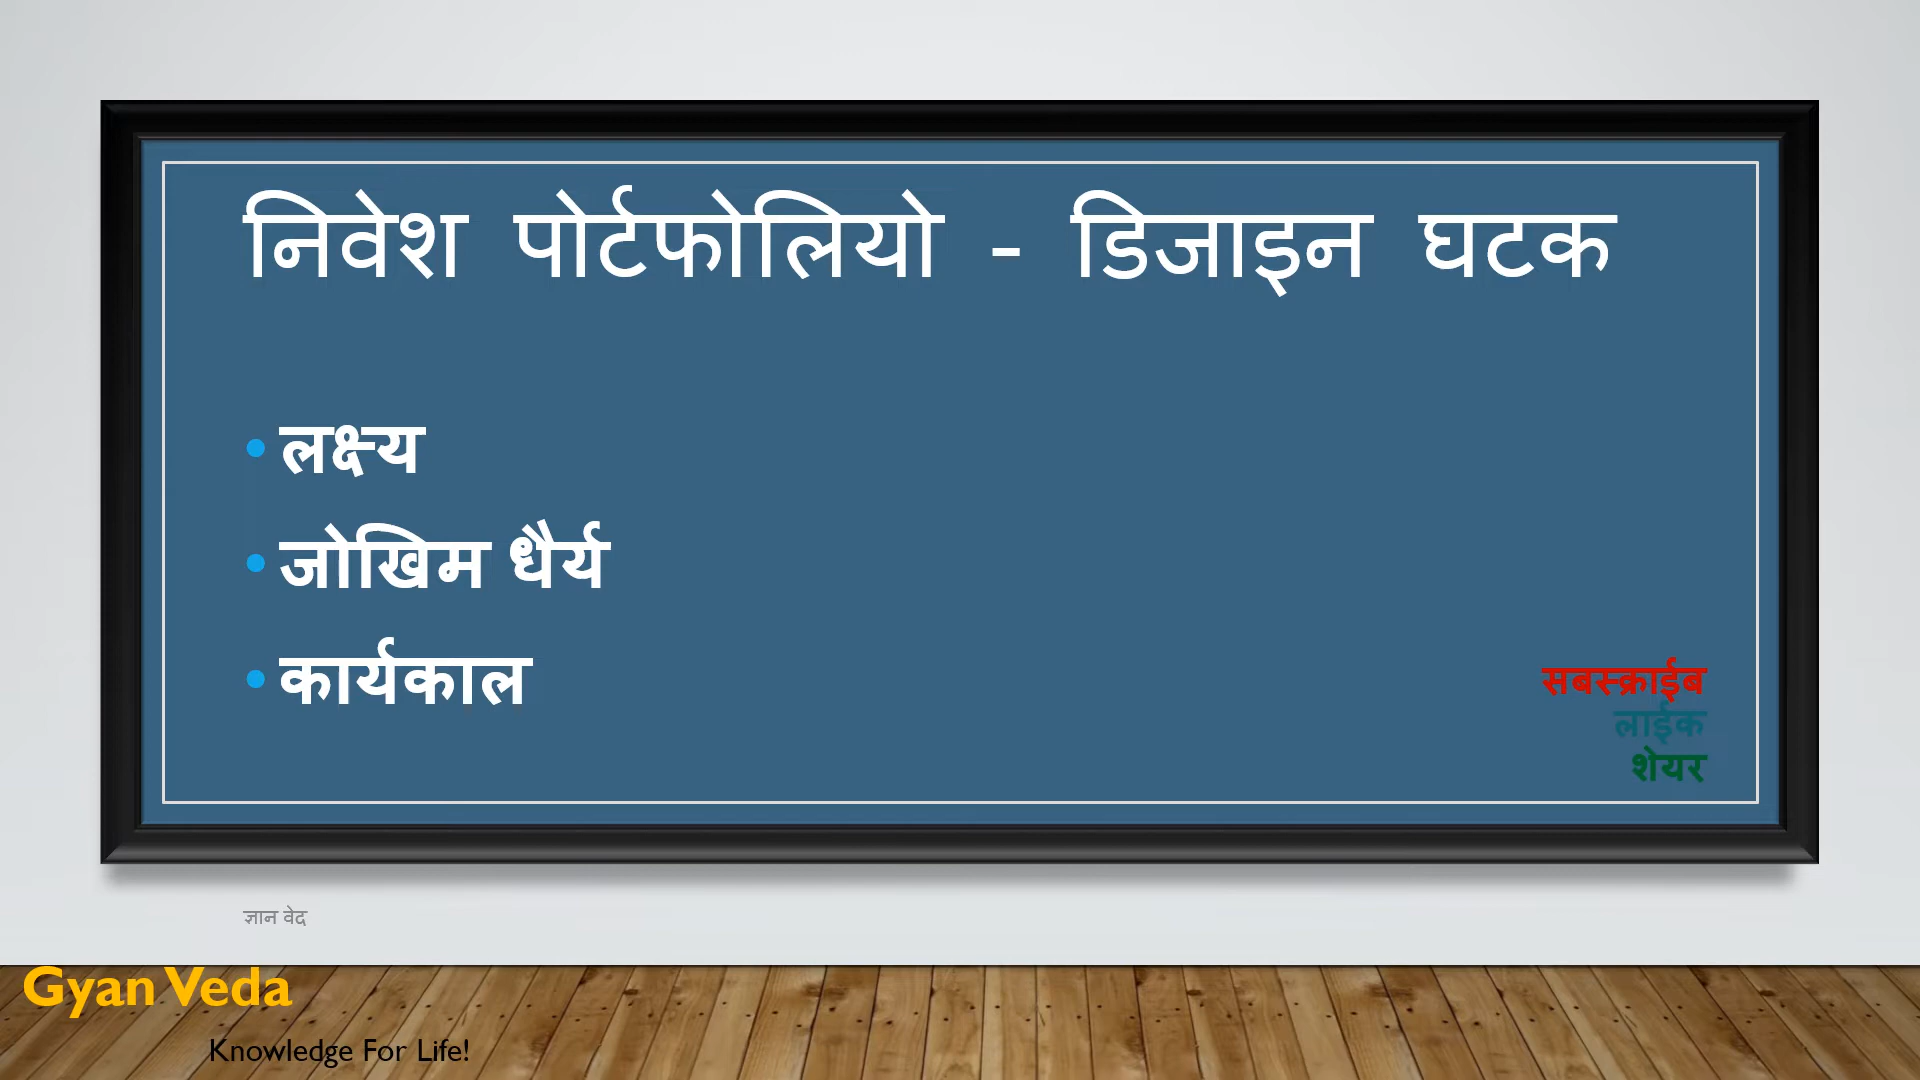 निवेश पोर्टफोलियो - डिजाइन घटक
• लक्ष्य
• जोखिम धैर्य
• कार्यकाल
सबस्क्राईब
लाईक
शेयर
ज्ञान वेद
Gyan Veda
Knowledge For Life!